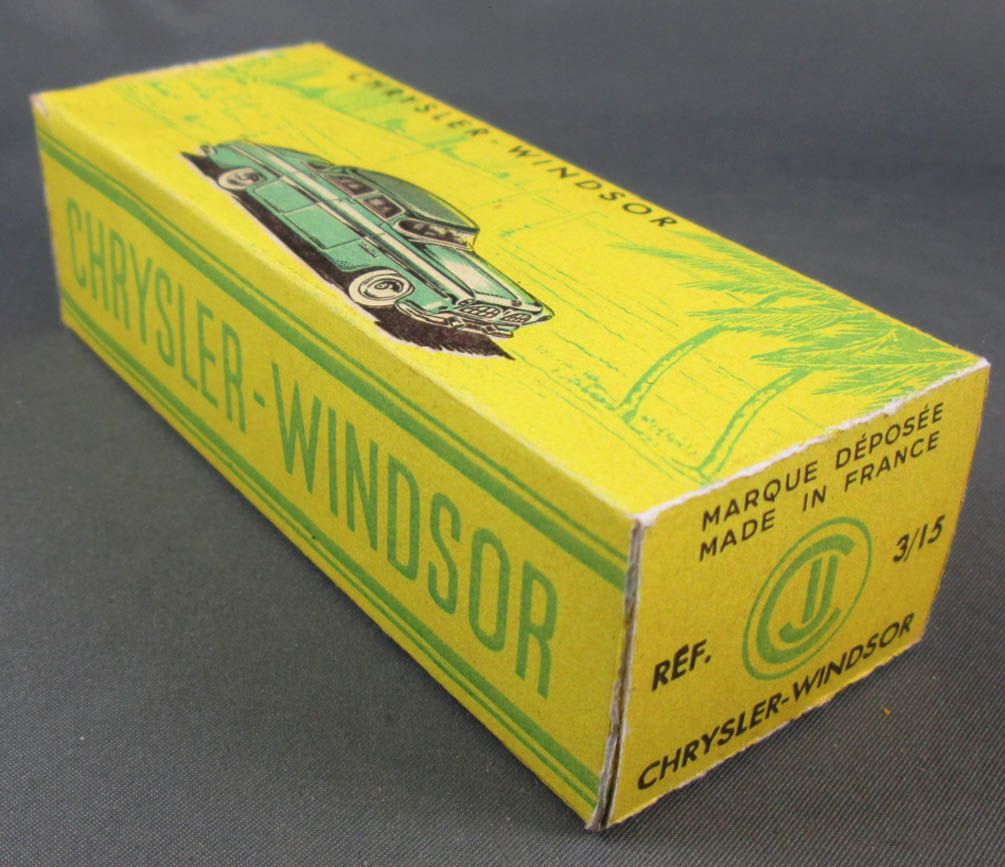 CHRYSLER-WINDSOR
CHRYSLER-WINDSOR
MARQUE DÉPOSÉE
MADE IN FRANCE
CIJ
RÉF. 3/15
CHRYSLER-WINDSOR